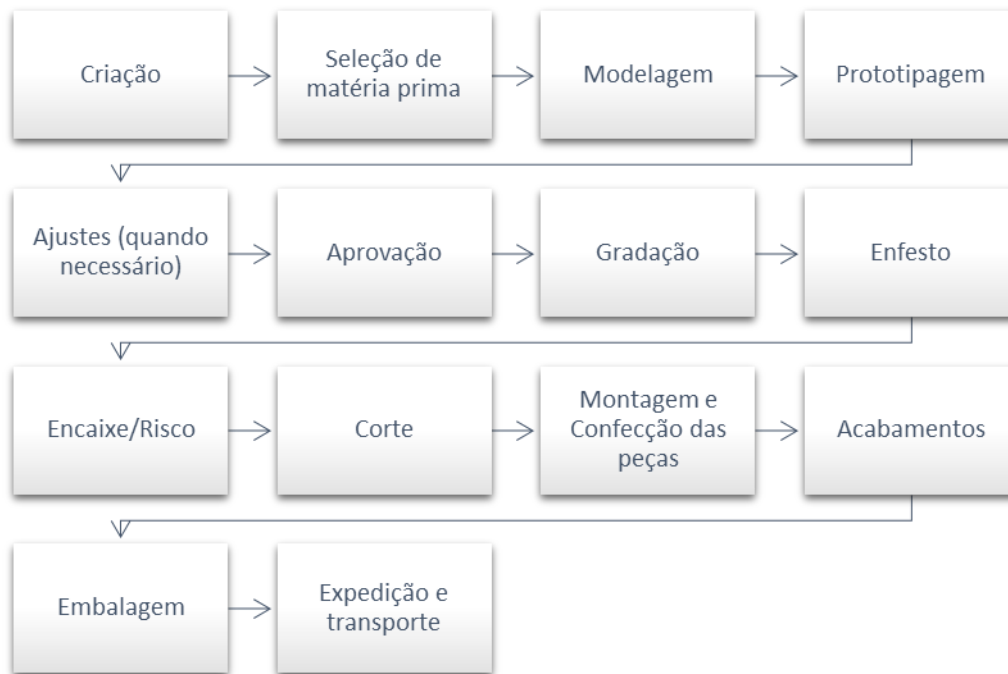 Criação
Seleção de
matéria prima
Modelagem
Prototipagem
Ajustes (quando
necessário)
Aprovação
Gradação
Enfesto
Encaixe/Risco
Corte
Montagem e
Confecção das
peças
Acabamentos
Embalagem
Expedição e
transporte